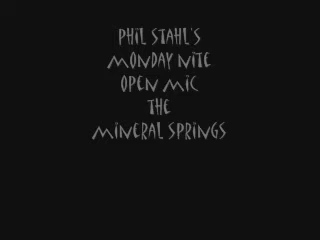 PHIL STAHL'S
MONDAY NITE
OPEN MIC
THE
MINERAL SPRINGS